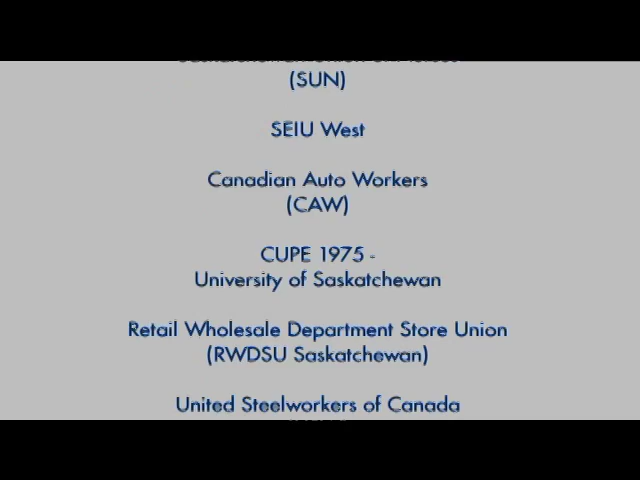 (SUN)
SEIU West
Canadian Auto Workers
(CAW)
CUPE 1975 -
University of Saskatchewan
Retail Wholesale Department Store Union
(RWDSU Saskatchewan)
United Steelworkers of Canada